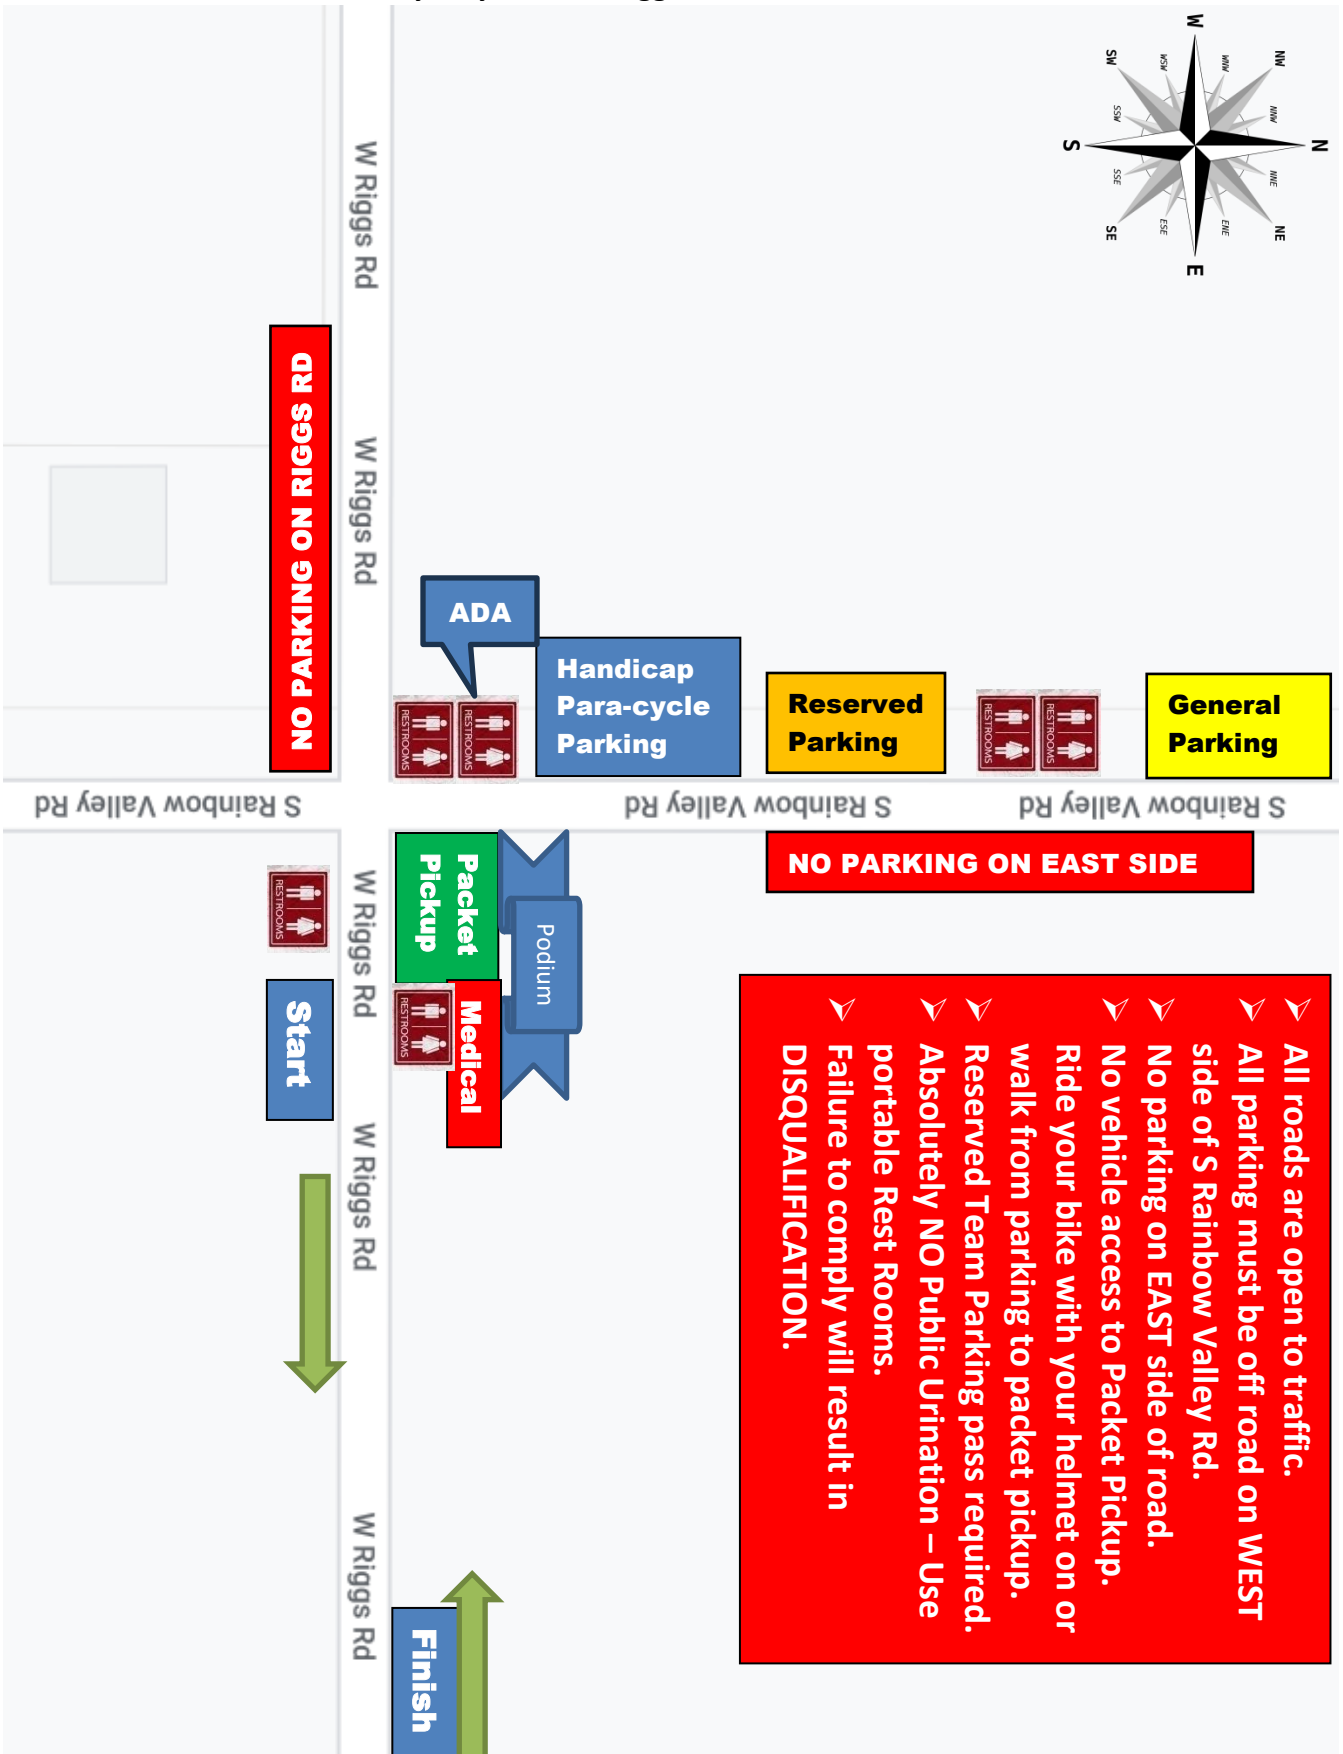 W
NW
WNW
NNW
N
NNE
NE
ENE
E
ESE
SE
SSE
S
SSW
SW
WSW
W Riggs Rd
W Riggs Rd
NO PARKING ON RIGGS RD
ADA
Handicap
Para-cycle
Parking
Reserved
Parking
General
Parking
RESTROOMS
RESTROOMS
RESTROOMS
RESTROOMS
S Rainbow Valley Rd
S Rainbow Valley Rd
S Rainbow Valley Rd
NO PARKING ON EAST SIDE
Packet
Pickup
Podium
Medical
RESTROOMS
RESTROOMS
W Riggs Rd
Start
W Riggs Rd
W Riggs Rd
Finish
➢ All roads are open to traffic.
➢ All parking must be off road on WEST
side of S Rainbow Valley Rd.
➢ No parking on EAST side of road.
➢ No vehicle access to Packet Pickup.
Ride your bike with your helmet on or
walk from parking to packet pickup.
➢ Reserved Team Parking pass required.
➢ Absolutely NO Public Urination – Use
portable Rest Rooms.
➢ Failure to comply will result in
DISQUALIFICATION.